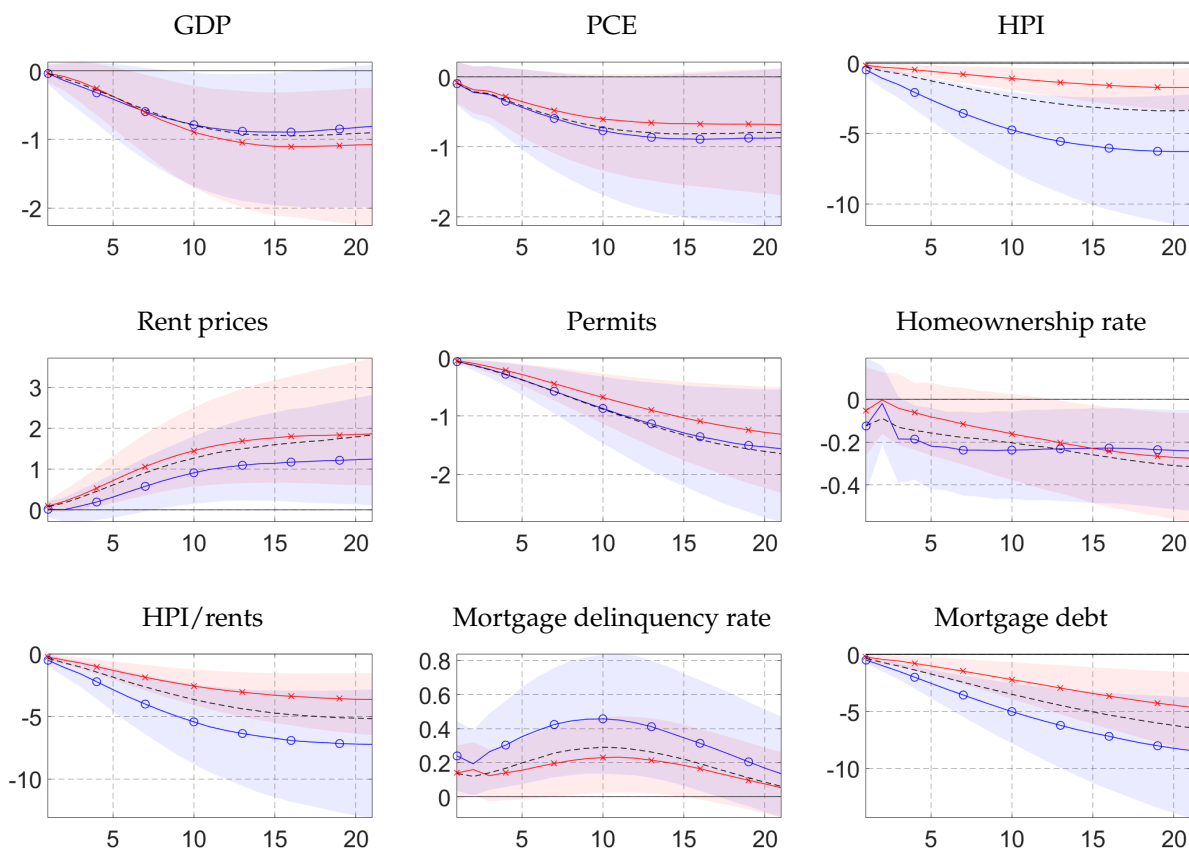 GDP
PCE
HPI
0
-1
-2
5 10 15 20
0
-1
-2
5 10 15 20
0
-5
-10
5 10 15 20
Rent prices
Permits
Homeownership rate
3
2
1
0
5 10 15 20
0
-1
-2
5 10 15 20
0
-0.2
-0.4
5 10 15 20
HPI/rents
Mortgage delinquency rate
Mortgage debt
0
-5
-10
5 10 15 20
0.8
0.6
0.4
0.2
0
5 10 15 20
0
-5
-10
5 10 15 20